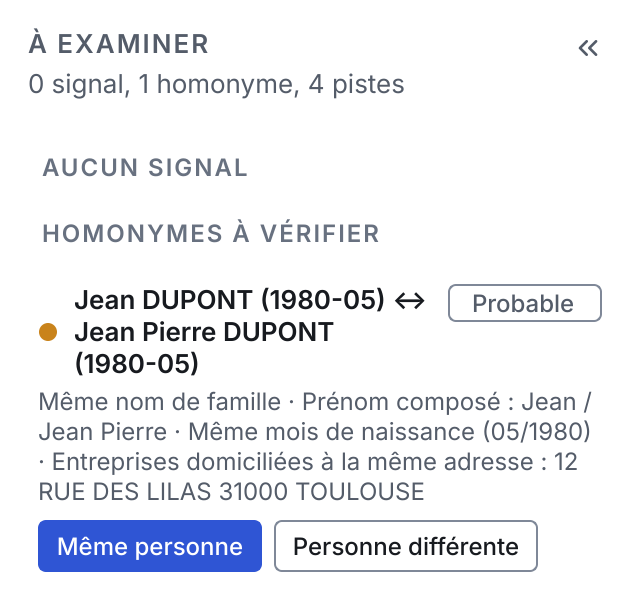 À EXAMINER
0 signal, 1 homonyme, 4 pistes
AUCUN SIGNAL
HOMONYMES À VÉRIFIER
Jean DUPONT (1980-05) ↔
Jean Pierre DUPONT
(1980-05)
Probable
Même nom de famille · Prénom composé : Jean /
Jean Pierre · Même mois de naissance (05/1980)
· Entreprises domiciliées à la même adresse : 12
RUE DES LILAS 31000 TOULOUSE
Même personne
Personne différente